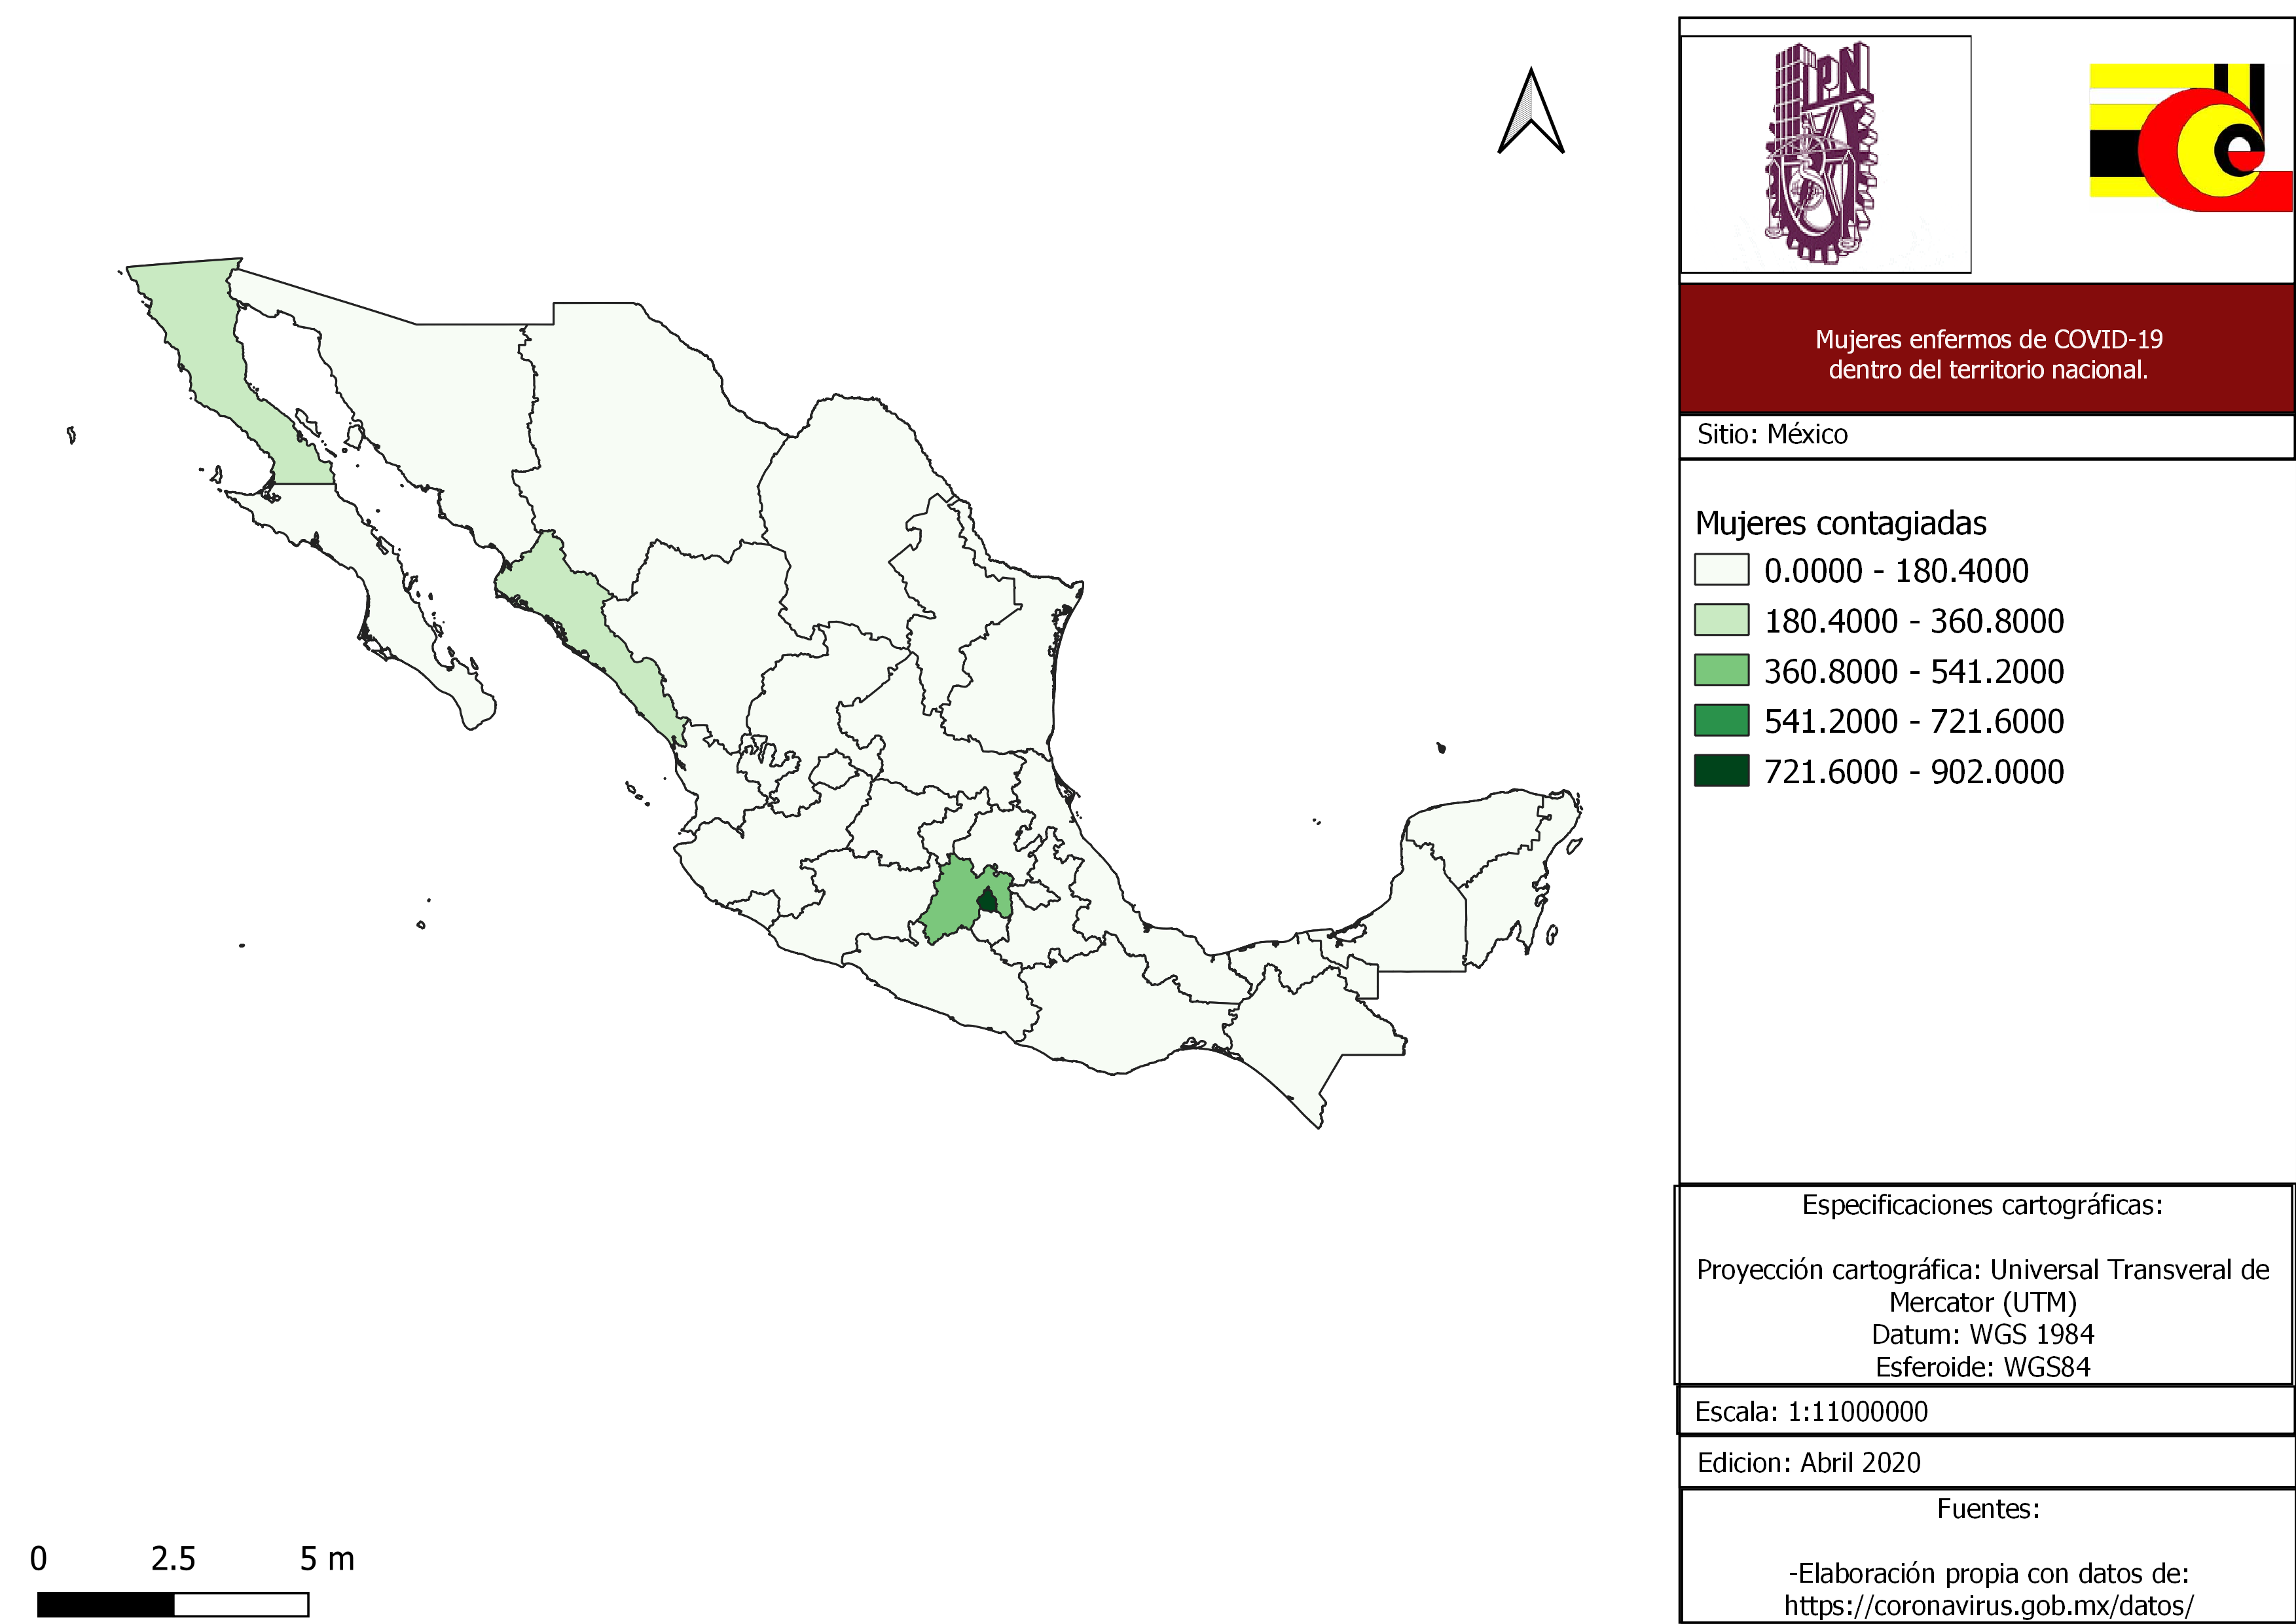 IPN
Mujeres enfermos de COVID-19
dentro del territorio nacional.
Sitio: México
Mujeres contagiadas
0.0000 - 180.4000
180.4000 - 360.8000
360.8000 - 541.2000
541.2000 - 721.6000
721.6000 - 902.0000
Especificaciones cartográficas:
Proyección cartográfica: Universal Transveral de
Mercator (UTM)
Datum: WGS 1984
Esferoide: WGS84
Escala: 1:11000000
Edicion: Abril 2020
Fuentes:
-Elaboración propia con datos de:
https://coronavirus.gob.mx/datos/
0 2.5 5 m